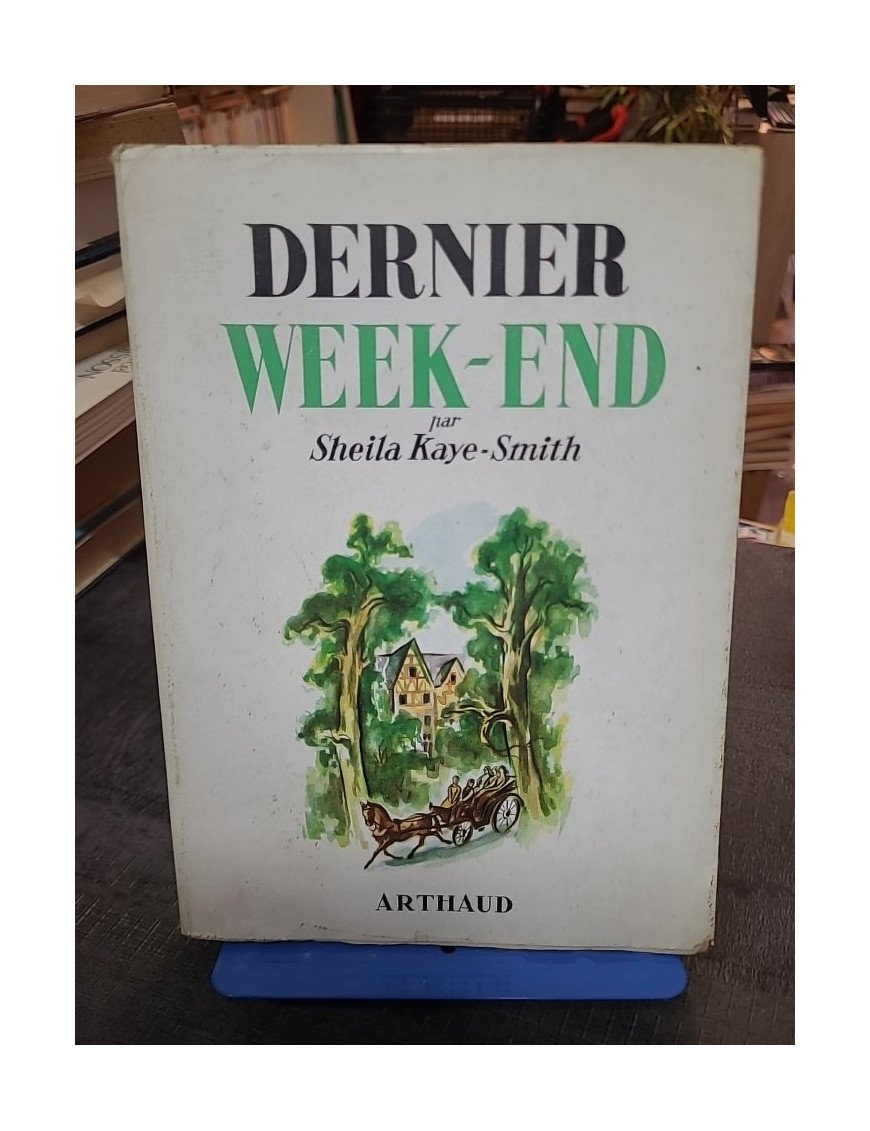 DERNIER
WEEK-END
par
Sheila Kaye-Smith
ARTHAUD